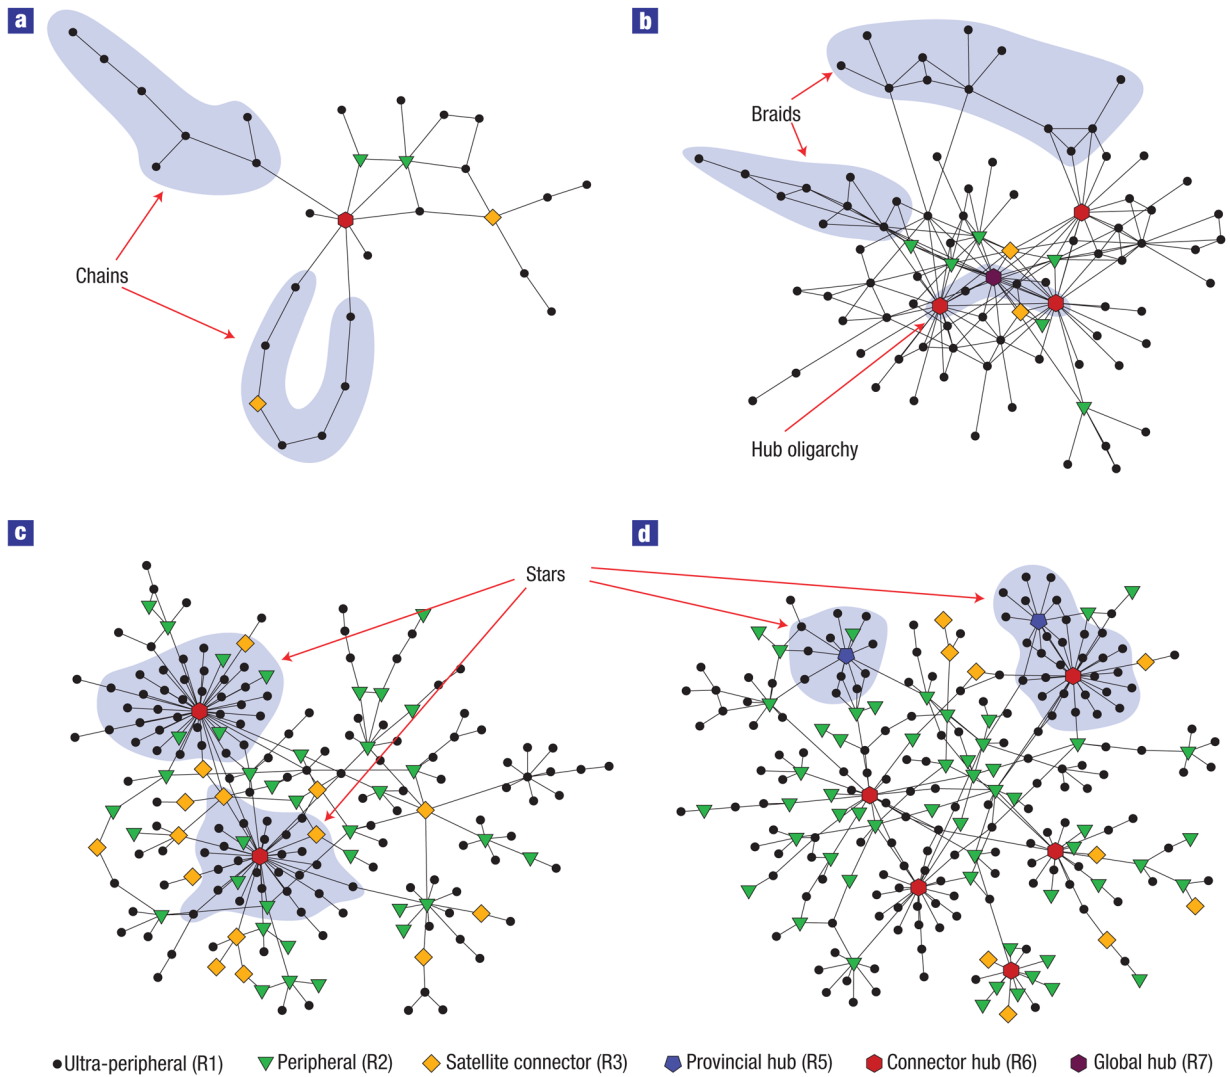 a
b
Braids
Chains
Hub oligarchy
c
d
Stars
Ultra-peripheral (R1) Peripheral (R2) Satellite connector (R3) Provincial hub (R5) Connector hub (R6) Global hub (R7)